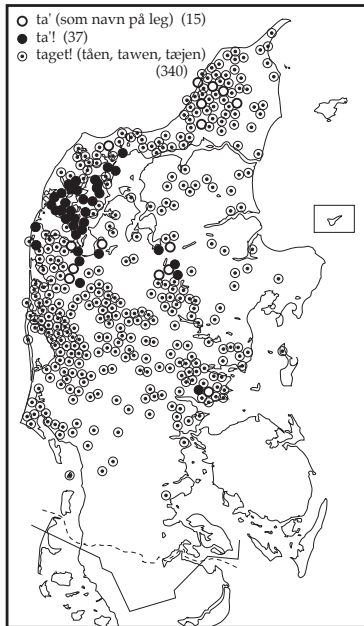 ta' (som navn på leg) (15)
ta'! (37)
taget! (tåen, tawen, tæjen)
(340)